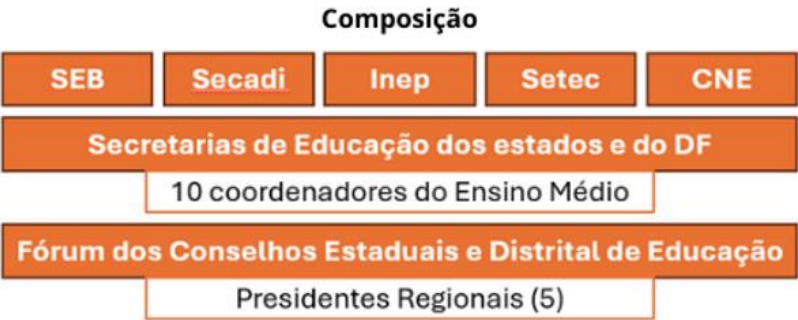 Composição
SEB Secadi Inep Setec CNE
Secretarias de Educação dos estados e do DF
10 coordenadores do Ensino Médio
Fórum dos Conselhos Estaduais e Distrital de Educação
Presidentes Regionais (5)